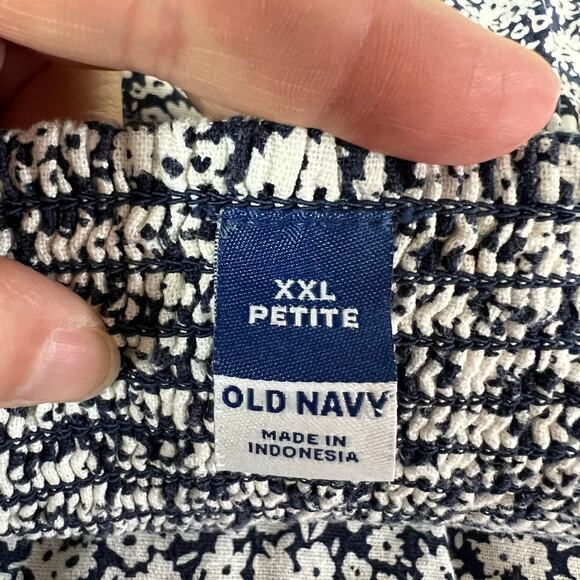 XXL
PETITE
OLD NAVY
MADE IN
INDONESIA